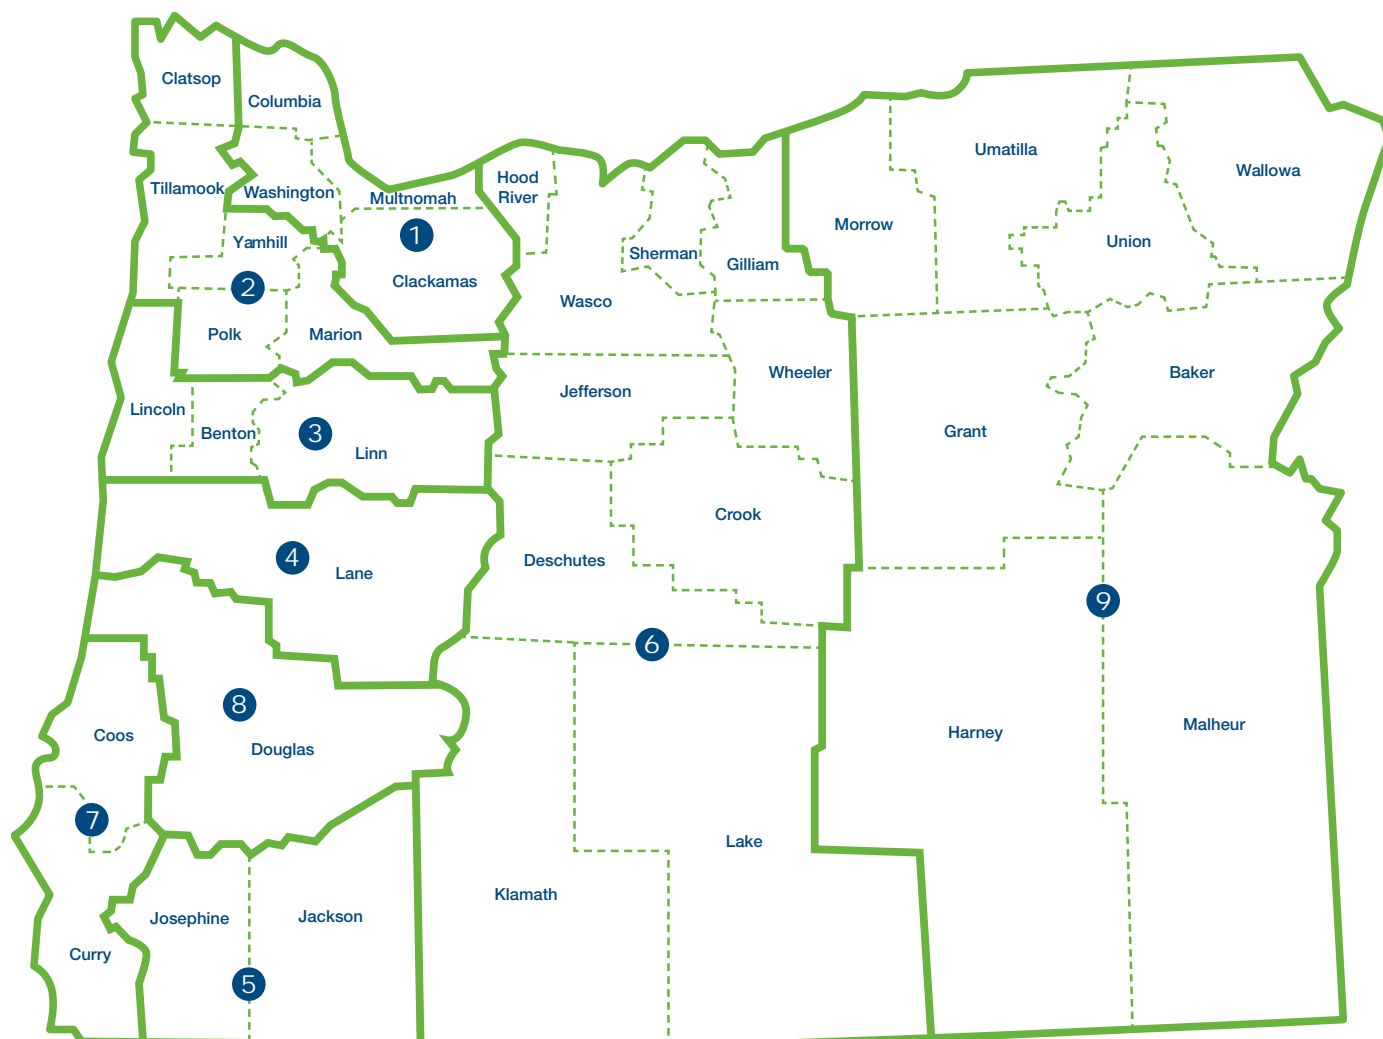 Clatsop
Columbia
Umatilla
Wallowa
Hood
River
Tillamook
Washington
Multnomah
Morrow
1
Yamhill
Sherman
Gilliam
Union
Clackamas
2
Wasco
Polk
Marion
Wheeler
Baker
Jefferson
Lincoln
Benton
3
Linn
Grant
Crook
4
Lane
Deschutes
9
6
8
Coos
Douglas
Harney
Malheur
7
Lake
Klamath
Josephine
Jackson
Curry
5